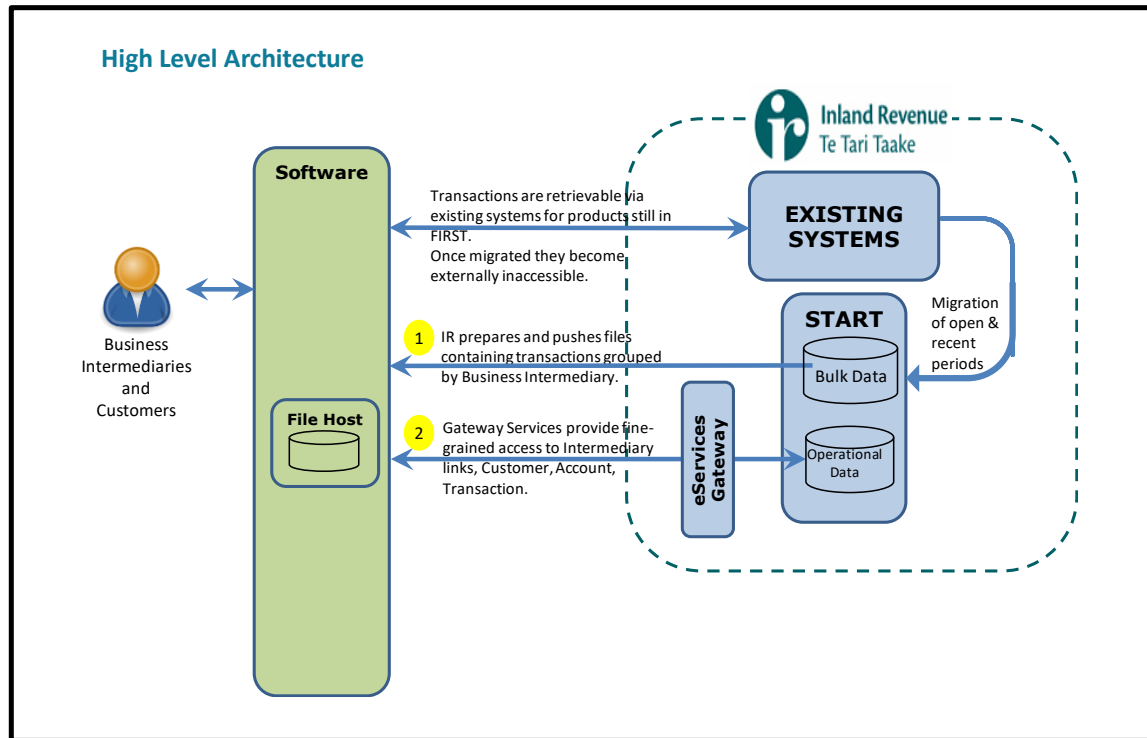 High Level Architecture
Inland Revenue
Te Tari Taake
Software
Transactions are retrievable via
existing systems for products still in
FIRST.
Once migrated they become
externally inaccessible.
EXISTING
SYSTEMS
Migration
of open &
recent
periods
START
Bulk Data
1
IR prepares and pushes files
containing transactions grouped
by Business Intermediary.
Business
Intermediaries
and
Customers
File Host
2
Gateway Services provide fine-
grained access to Intermediary
links, Customer, Account,
Transaction.
eServices
Gateway
Operational
Data